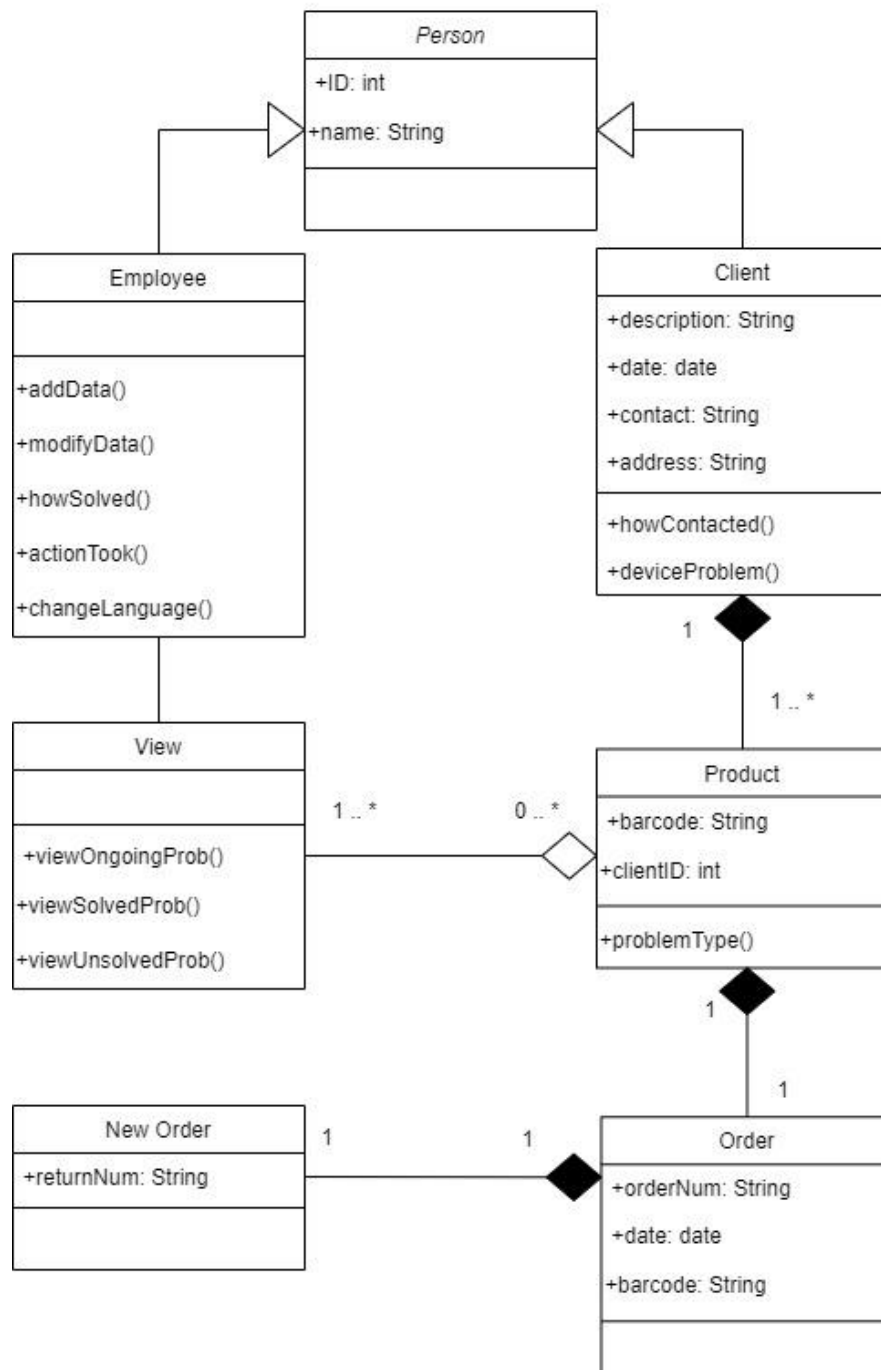 Person
+ID: int
+name: String
Employee
+addData()
+modifyData()
+howSolved()
+actionTook()
+changeLanguage()
Client
+description: String
+date: date
+contact: String
+address: String
+howContacted()
+deviceProblem()
1
1 .. *
View
+viewOngoingProb()
+viewSolvedProb()
+viewUnsolvedProb()
1 .. *
0 .. *
Product
+barcode: String
+clientID: int
+problemType()
1
1
New Order
+returnNum: String
1
1
Order
+orderNum: String
+date: date
+barcode: String